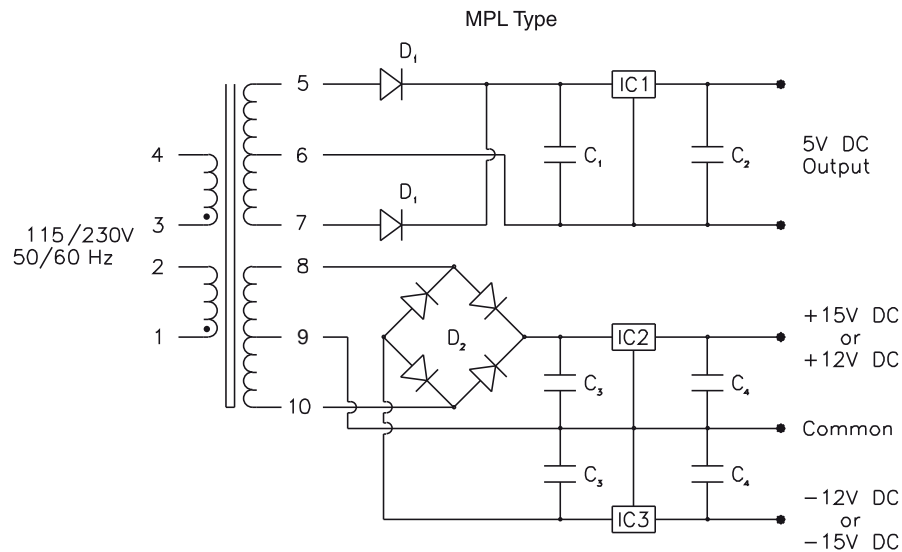 MPL Type
D1
5
IC1
4
6
C1
C2
5V DC
Output
D1
3
7
115/230V
50/60 Hz
2
8
+15V DC
or
+12V DC
1
9
D2
IC2
C3
C4
10
Common
C3
C4
-12V DC
or
-15V DC
IC3